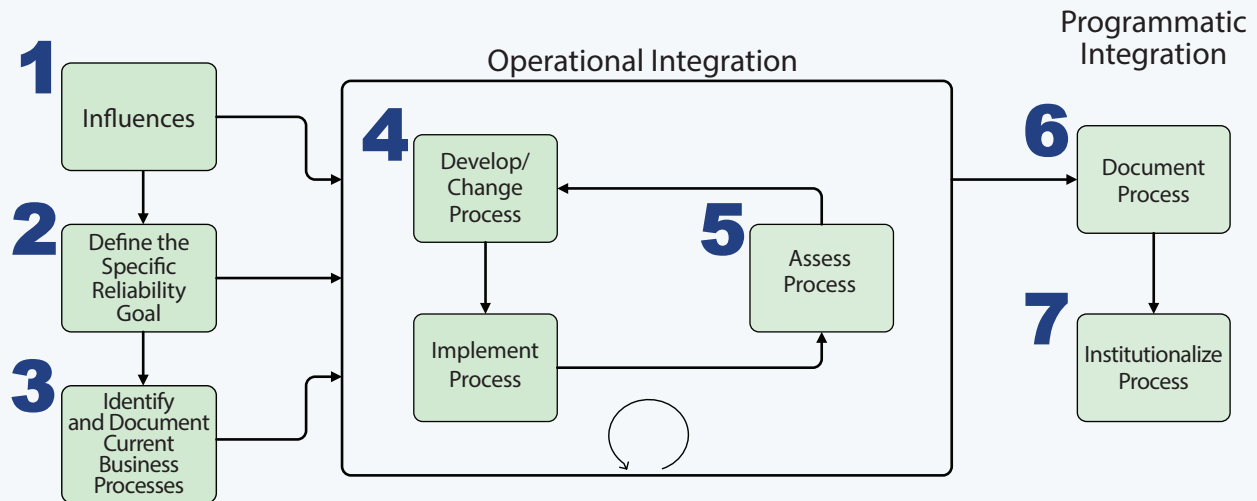 Programmatic
Integration
Operational Integration
1
Influences
2
Define the
Specific
Reliability
Goal
3
Identify
and Document
Current
Business
Processes
4
Develop/
Change
Process
Implement
Process
5
Assess
Process
6
Document
Process
7
Institutionalize
Process